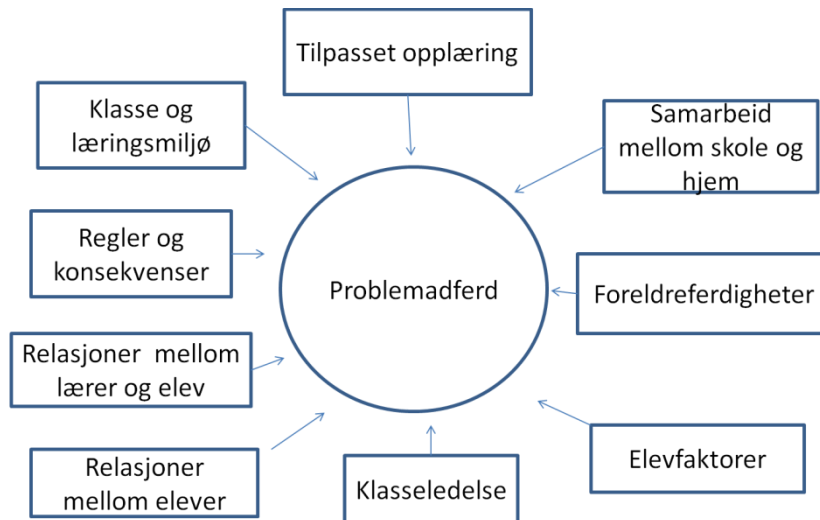 Tilpasset opplæring
Klasse og
læringsmiljø
Samarbeid
mellom skole og
hjem
Regler og
konsekvenser
Problemadferd
Foreldreferdigheter
Relasjoner mellom
lærer og elev
Elevfaktorer
Relasjoner
mellom elever
Klasseledelse